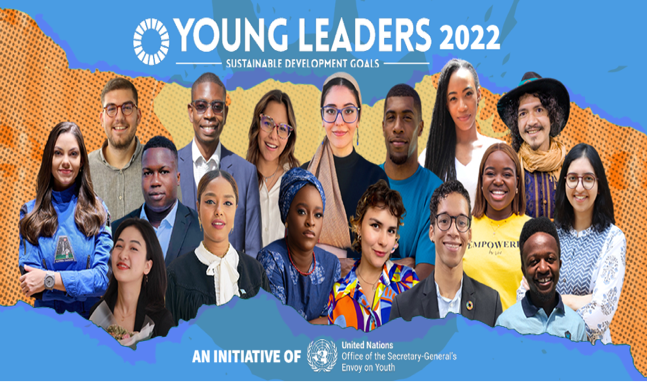 YOUNG LEADERS 2022
SUSTAINABLE DEVELOPMENT GOALS
EMPOWERE
AN INITIATIVE OF
United Nations
Office of the Secretary-General's
Envoy on Youth